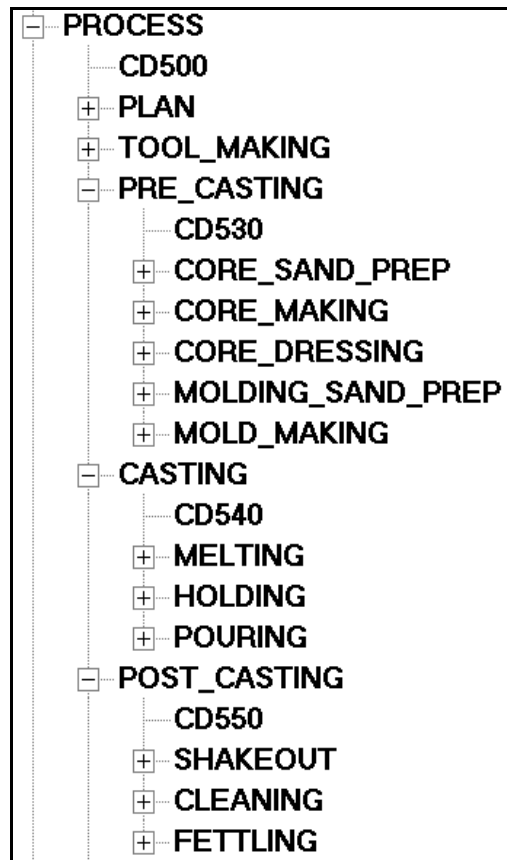 PROCESS
CD500
PLAN
TOOL_MAKING
PRE_CASTING
CD530
CORE_SAND_PREP
CORE_MAKING
CORE_DRESSING
MOLDING_SAND_PREP
MOLD_MAKING
CASTING
CD540
MELTING
HOLDING
POURING
POST_CASTING
CD550
SHAKEOUT
CLEANING
FETTLING